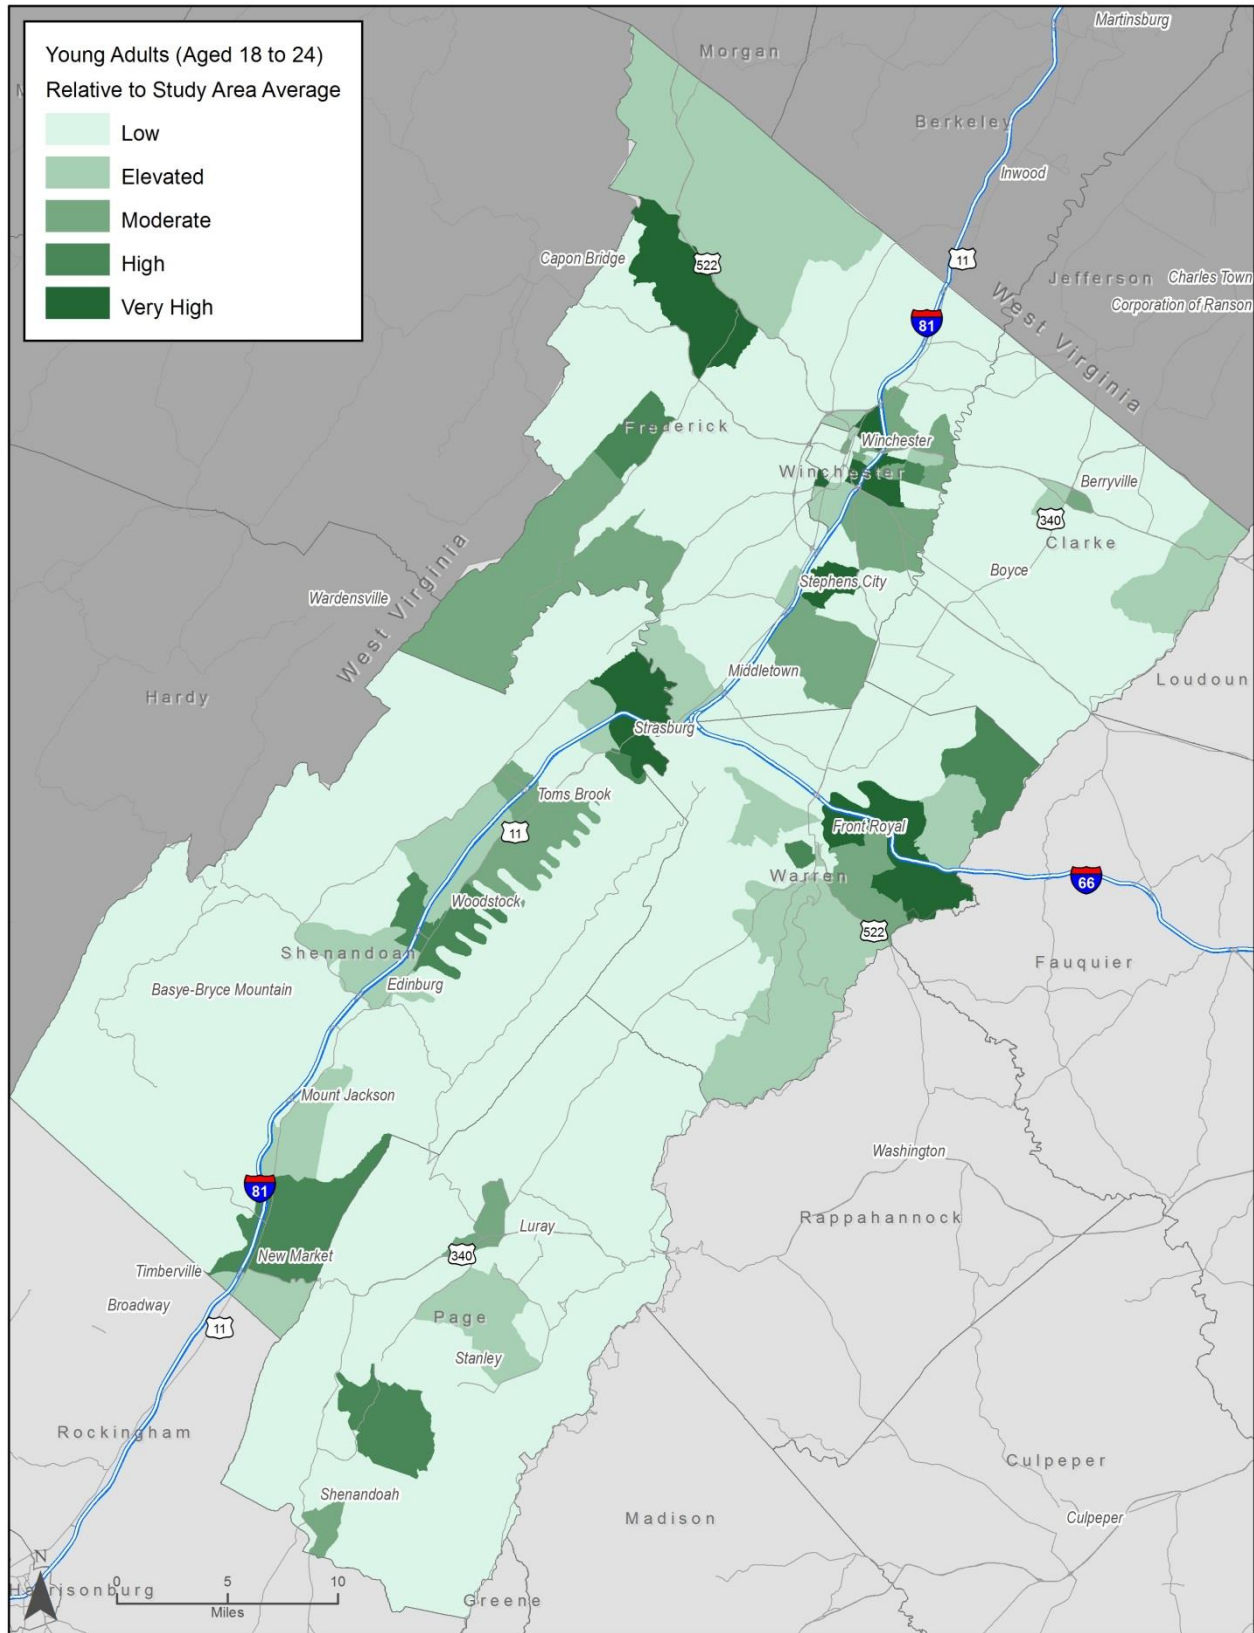 Young Adults (Aged 18 to 24)
Relative to Study Area Average
Low
Elevated
Moderate
High
Very High
Martinsburg
Morgan
Berkeley
Inwood
Capon Bridge
522
11
Jefferson
Charles Town
Corporation of Ranson
West Virginia
81
Frederick
Winchester
Winchester
Berryville
340
Clarke
Boyce
Stephens City
Wardensville
West Virginia
Middletown
Loudoun
Hardy
Strasburg
Toms Brook
11
Front Royal
Warren
66
Woodstock
522
Shenandoah
Fauquier
Edinburg
Basye-Bryce Mountain
Mount Jackson
Washington
81
Rappahannock
Luray
340
New Market
Timberville
Broadway
11
Page
Stanley
Rockingham
Culpeper
Shenandoah
Madison
Culpeper
N
Harrisonburg
0 5 10
Miles
Greene